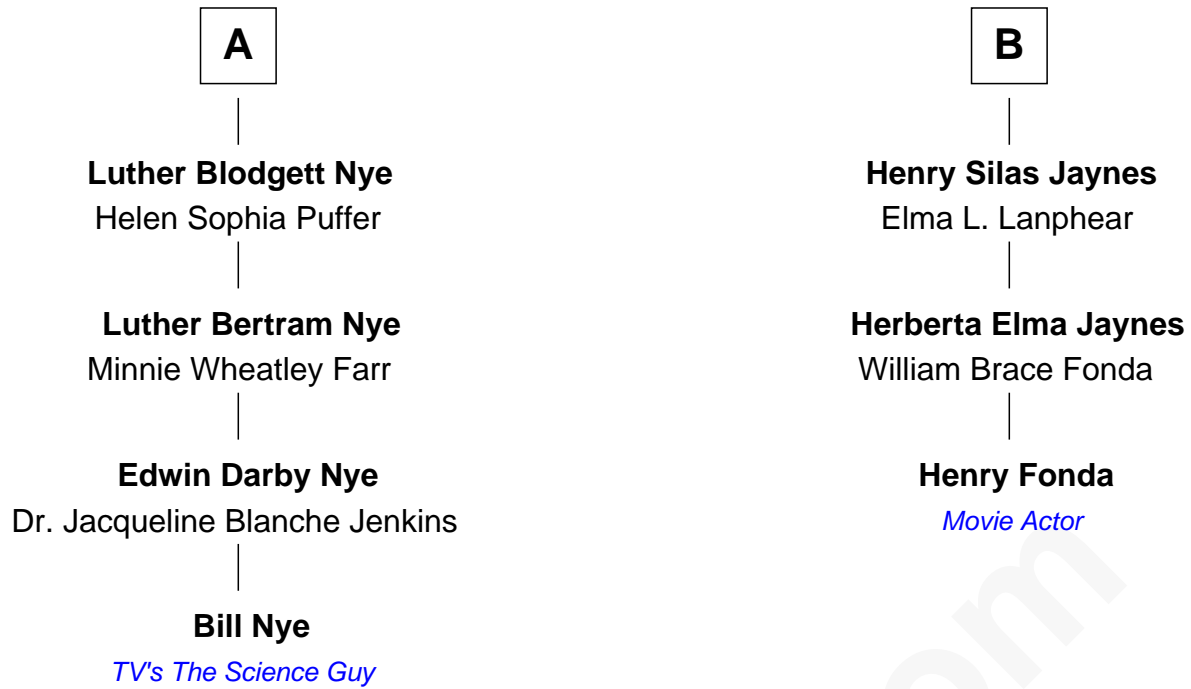 A
Luther Blodgett Nye
Helen Sophia Puffer
Luther Bertram Nye
Minnie Wheatley Farr
Edwin Darby Nye
Dr. Jacqueline Blanche Jenkins
Bill Nye
TV's The Science Guy
B
Henry Silas Jaynes
Elma L. Lanphear
Herberta Elma Jaynes
William Brace Fonda
Henry Fonda
Movie Actor
om